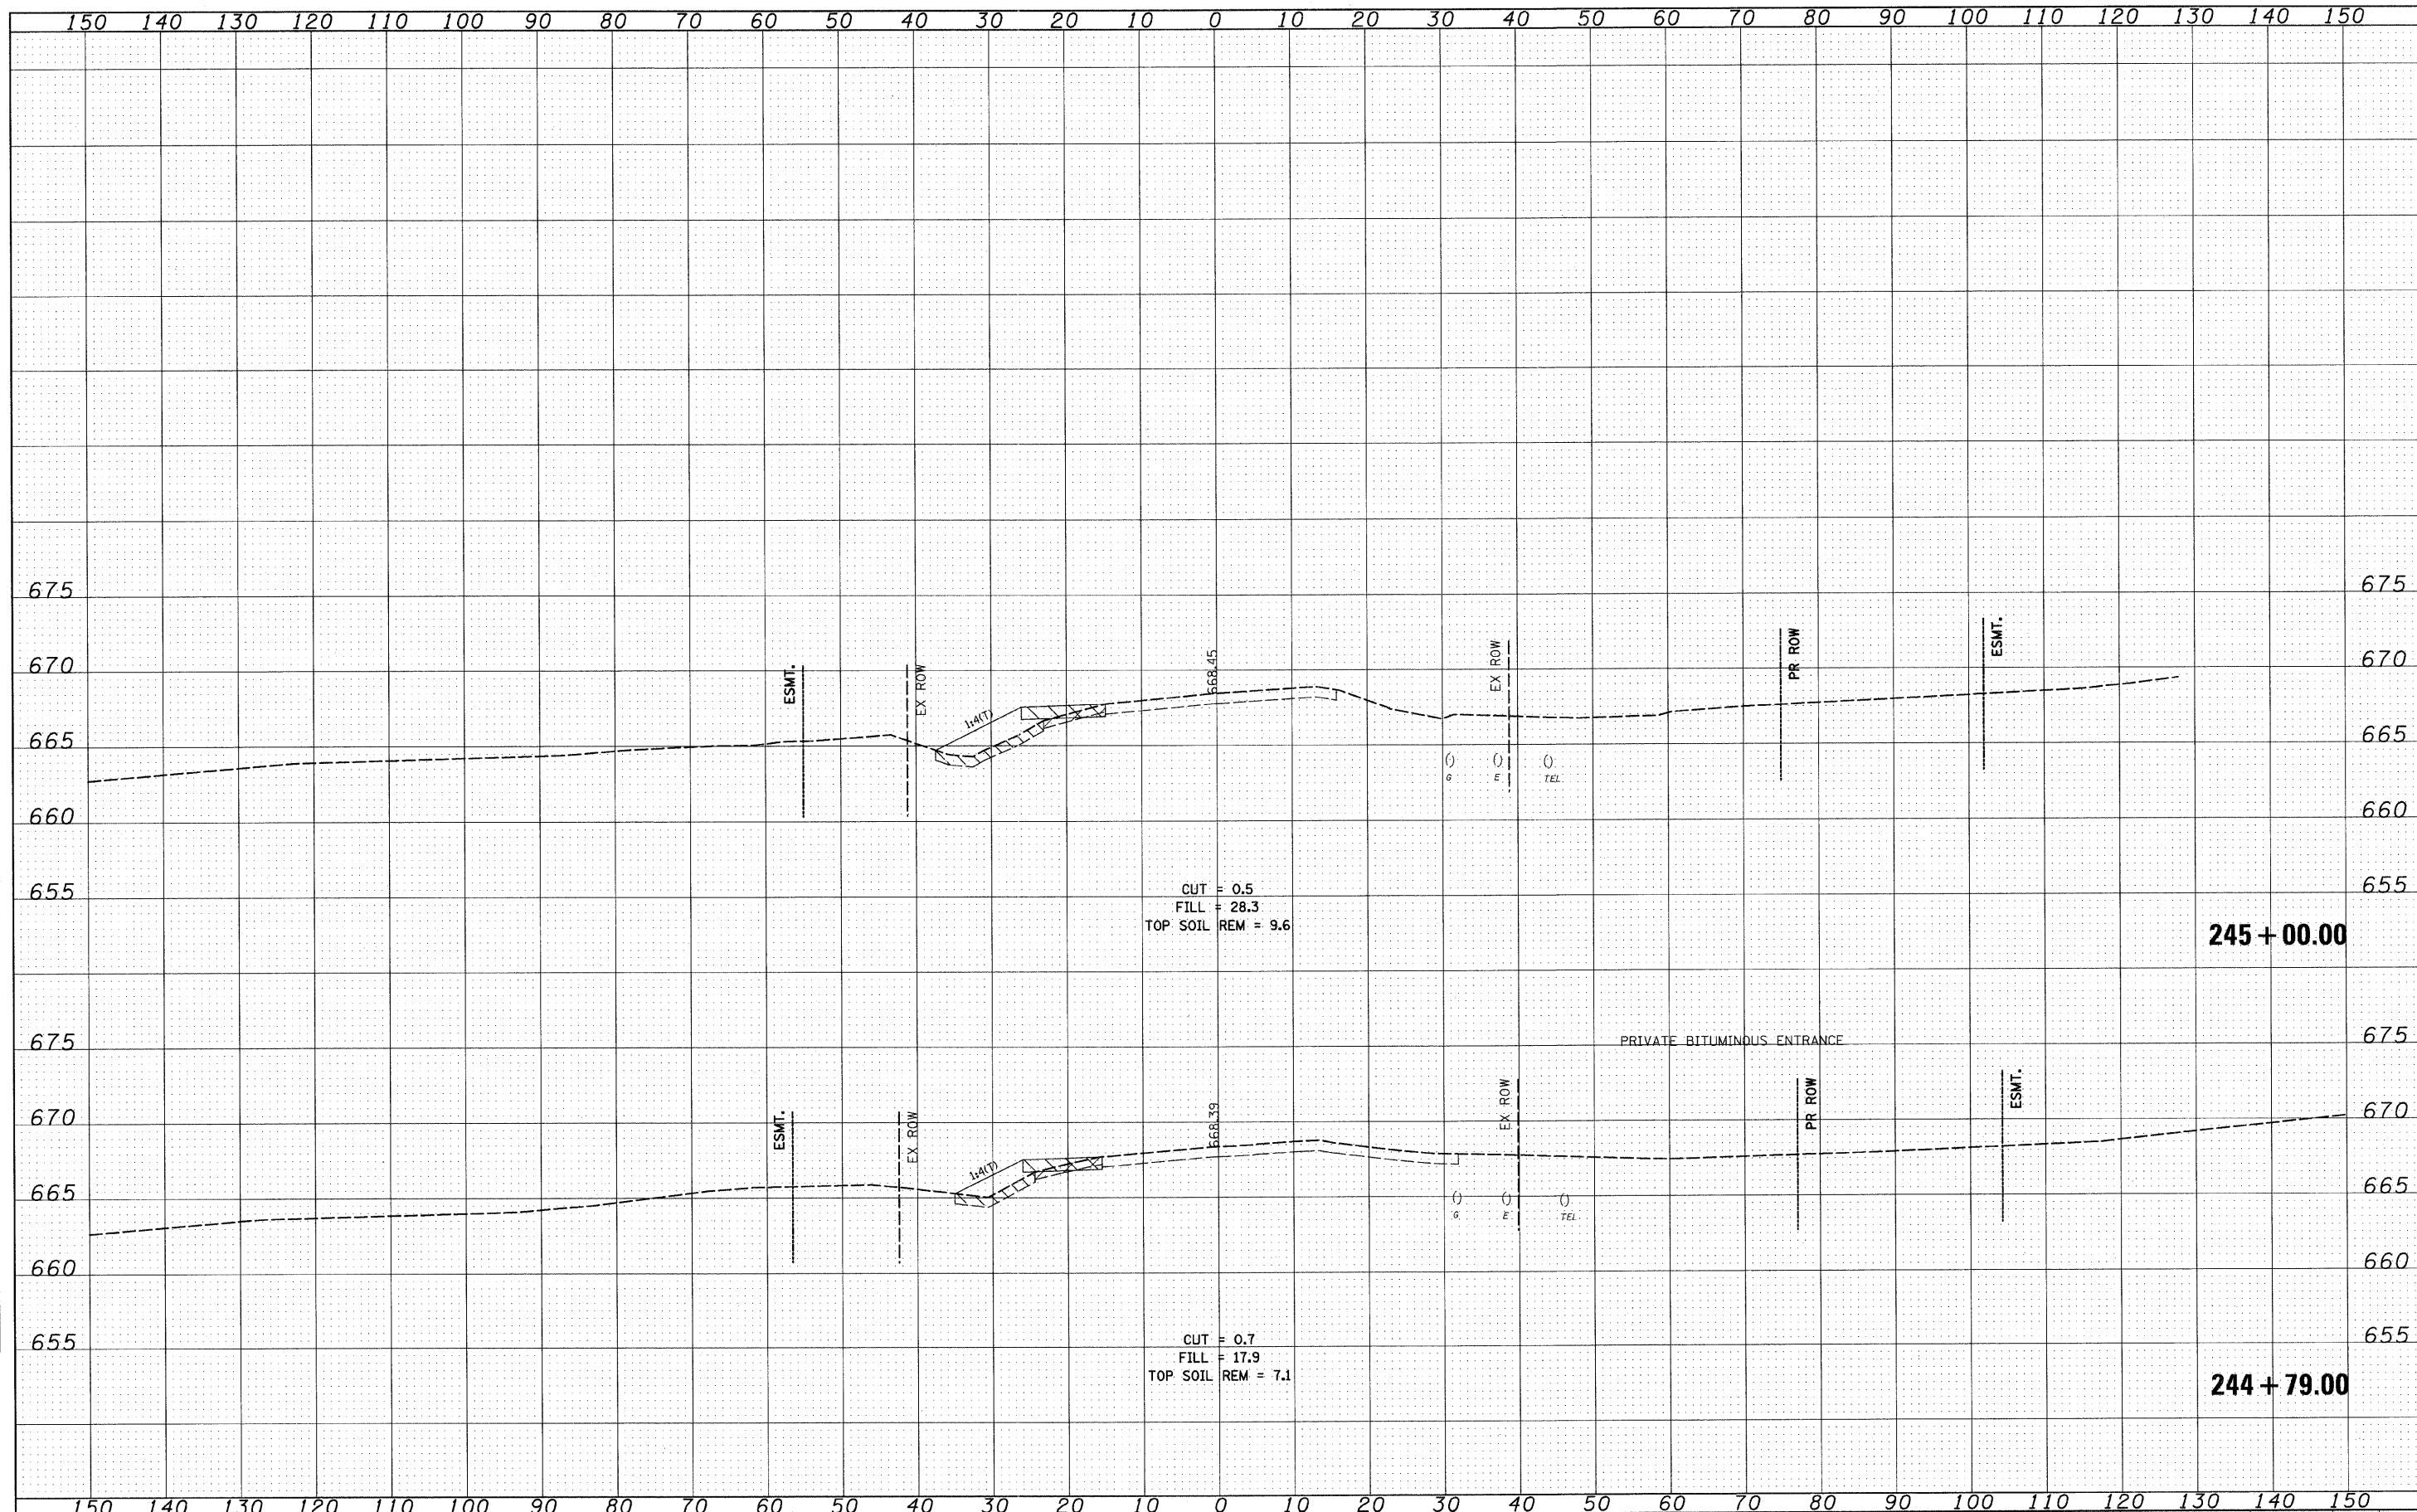 150 140 130 120 110 100 90 80 70 60 50 40 30 20 10 0 10 20 30 40 50 60 70 80 90 100 110 120 130 140 150
675 675
670 ESMT. EX ROW 668.45 EX ROW PR ROW ESMT. 670
1:4(T)
665 665
G E TEL
660 660
655 655
CUT = 0.5
FILL = 28.3
TOP SOIL REM = 9.6
245+00.00
675 675
PRIVATE BITUMINOUS ENTRANCE
670 ESMT. EX ROW 668.39 EX ROW PR ROW ESMT. 670
1:4(T)
665 665
G E TEL
660 660
655 655
CUT = 0.7
FILL = 17.9
TOP SOIL REM = 7.1
244+79.00
150 140 130 120 110 100 90 80 70 60 50 40 30 20 10 0 10 20 30 40 50 60 70 80 90 100 110 120 130 140 150